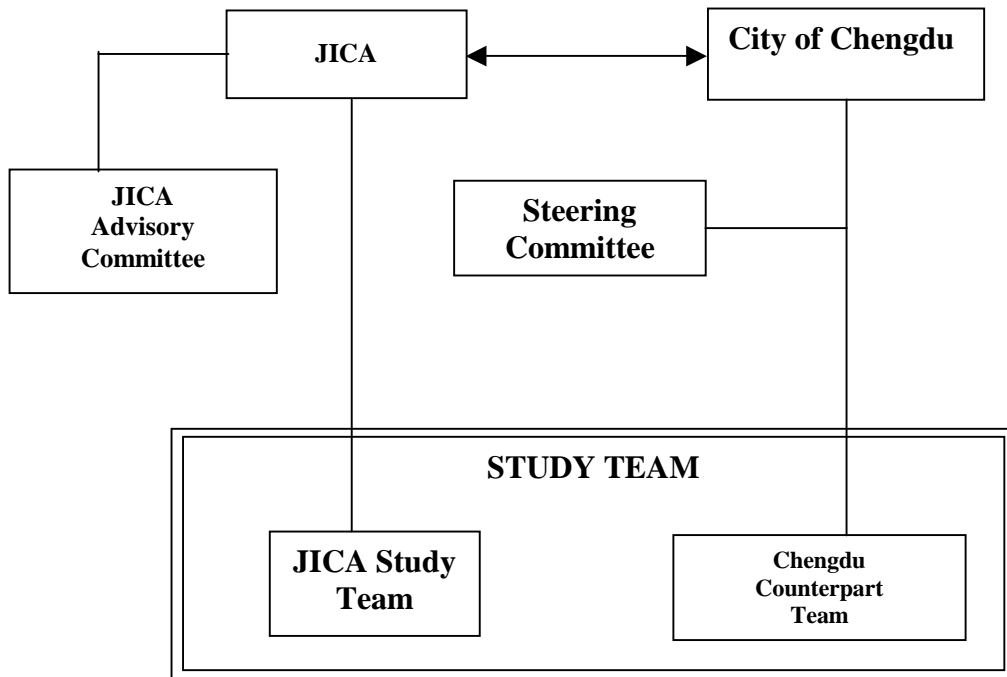 JICA
City of Chengdu
JICA
Advisory
Committee
Steering
Committee
STUDY TEAM
JICA Study
Team
Chengdu
Counterpart
Team